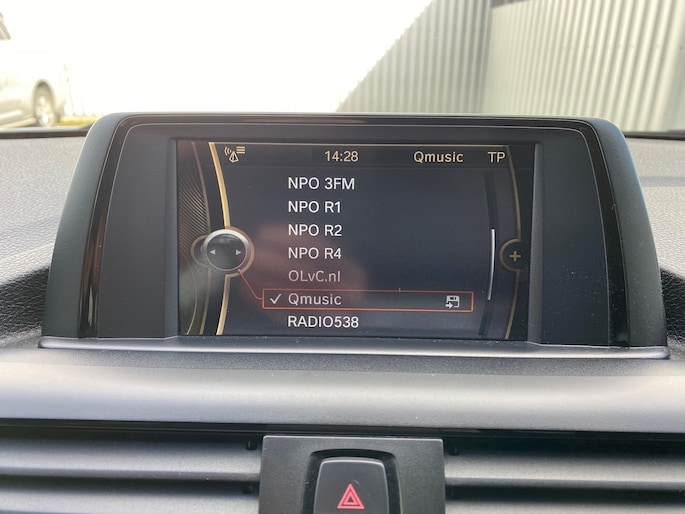 14:28 Qmusic TP
NPO 3FM
NPO R1
NPO R2
NPO R4
OLvC.nl
Qmusic
RADIO538